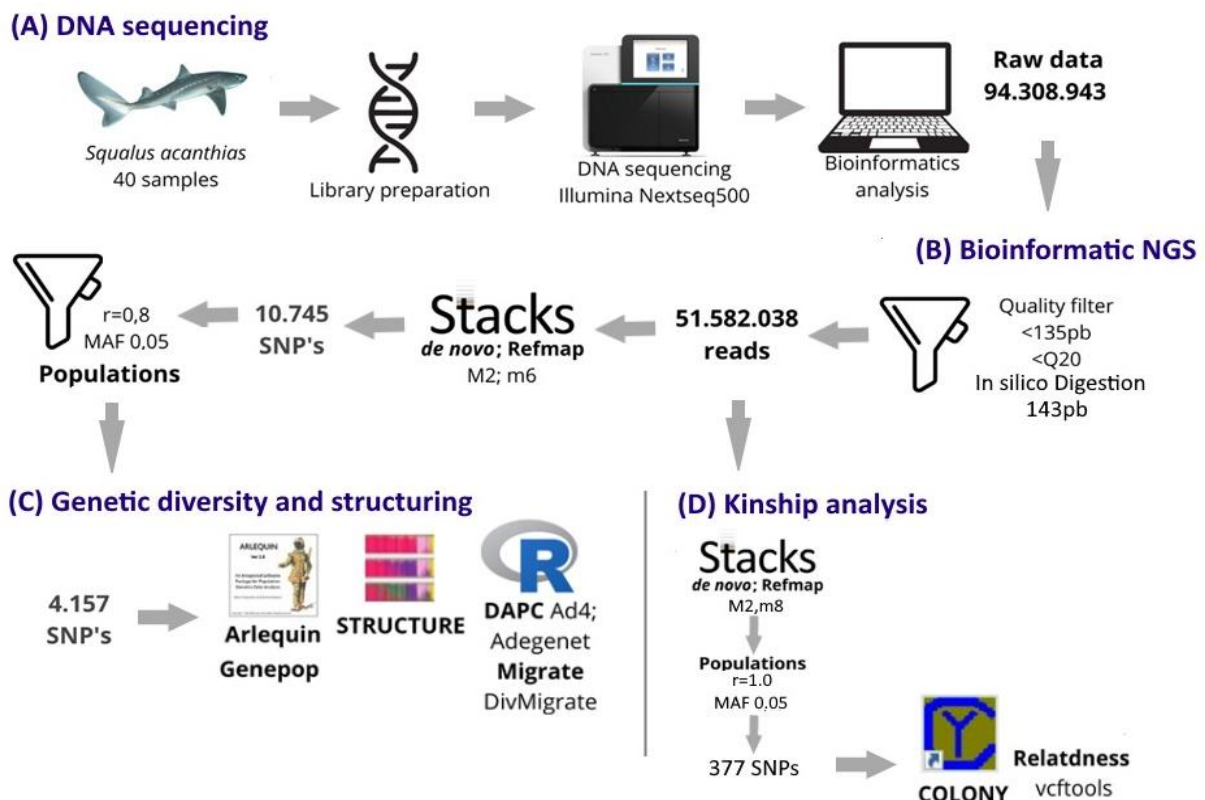 (A) DNA sequencing
Squalus acanthias
40 samples
Library preparation
DNA sequencing
Illumina Nextseq500
Bioinformatics
analysis
Raw data
94.308.943
(B) Bioinformatic NGS
Quality filter
<135pb
<Q20
In silico Digestion
143pb
51.582.038
reads
Stacks
de novo; Refmap
M2; m6
10.745
SNP's
r=0,8
MAF 0,05
Populations
(C) Genetic diversity and structuring
4.157
SNP's
ARLEQUIN
Arlequin
Genepop
STRUCTURE
R
DAPC Ad4;
Adegenet
Migrate
DivMigrate
(D) Kinship analysis
Stacks
de novo; Refmap
M2,m8
Populations
r=1.0
MAF 0,05
377 SNPs
COLONY
Relatdness
vcftools